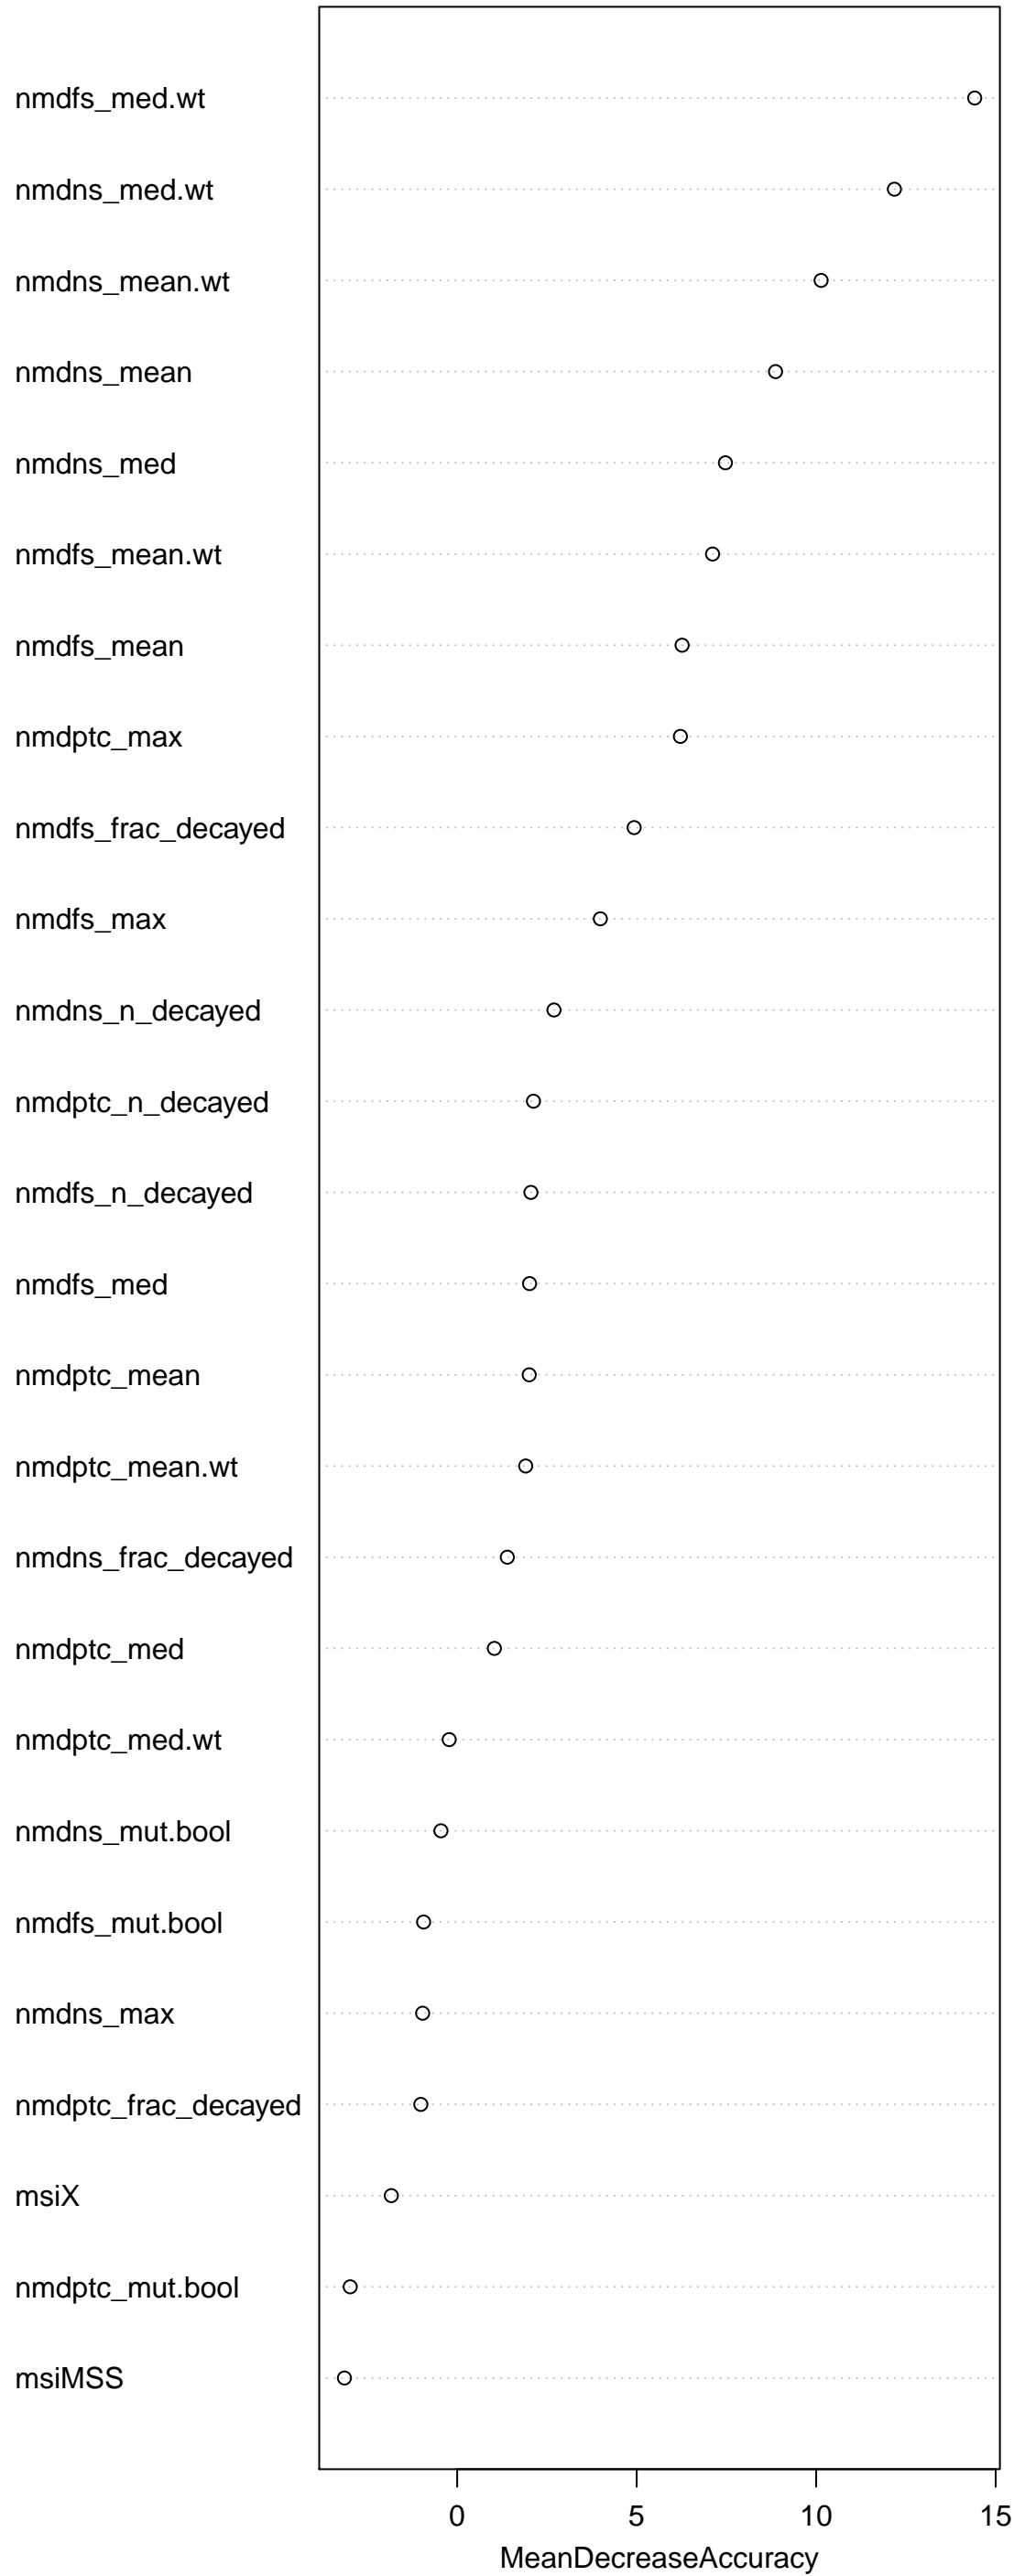 nmdfs_med.wt
nmdns_med.wt
nmdns_mean.wt
nmdns_mean
nmdns_med
nmdfs_mean.wt
nmdfs_mean
nmdptc_max
nmdfs_frac_decayed
nmdfs_max
nmdns_n_decayed
nmdptc_n_decayed
nmdfs_n_decayed
nmdfs_med
nmdptc_mean
nmdptc_mean.wt
nmdns_frac_decayed
nmdptc_med
nmdptc_med.wt
nmdns_mut.bool
nmdfs_mut.bool
nmdns_max
nmdptc_frac_decayed
msiX
nmdptc_mut.bool
msiMSS
0 5 10 15
MeanDecreaseAccuracy